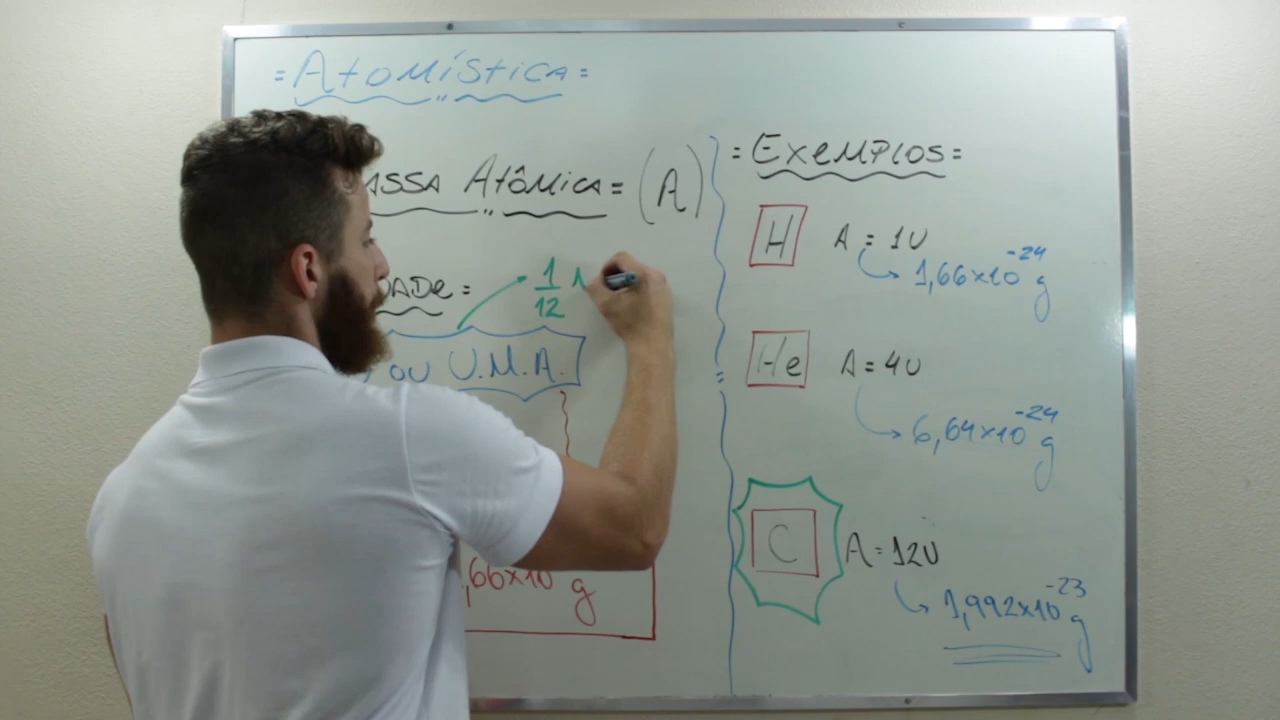 = Atomística =
ASSA Atômica = (A)
DADE =
1
12
OU U.M.A.
,66x10 g
= Exemplos =
H A = 1U
1,66x10-24 g
He A = 4U
6,64x10-24 g
C A = 12U
1,992x10-23 g